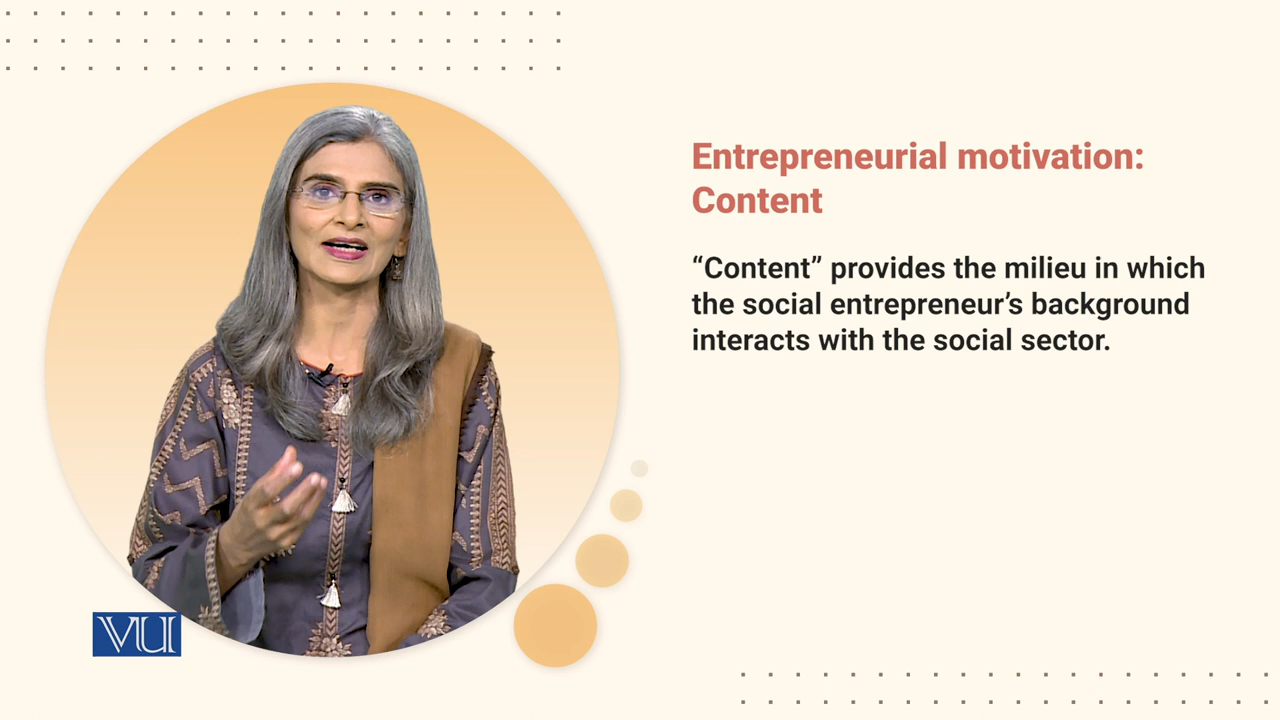 Entrepreneurial motivation:
Content
“Content” provides the milieu in which
the social entrepreneur’s background
interacts with the social sector.
VU